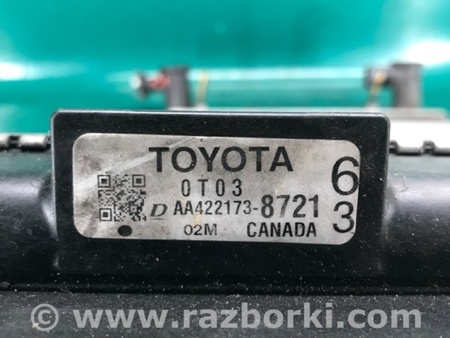 TOYOTA
0T03
D AA422173-8721
02M CANADA
6
3
www.razborki.com